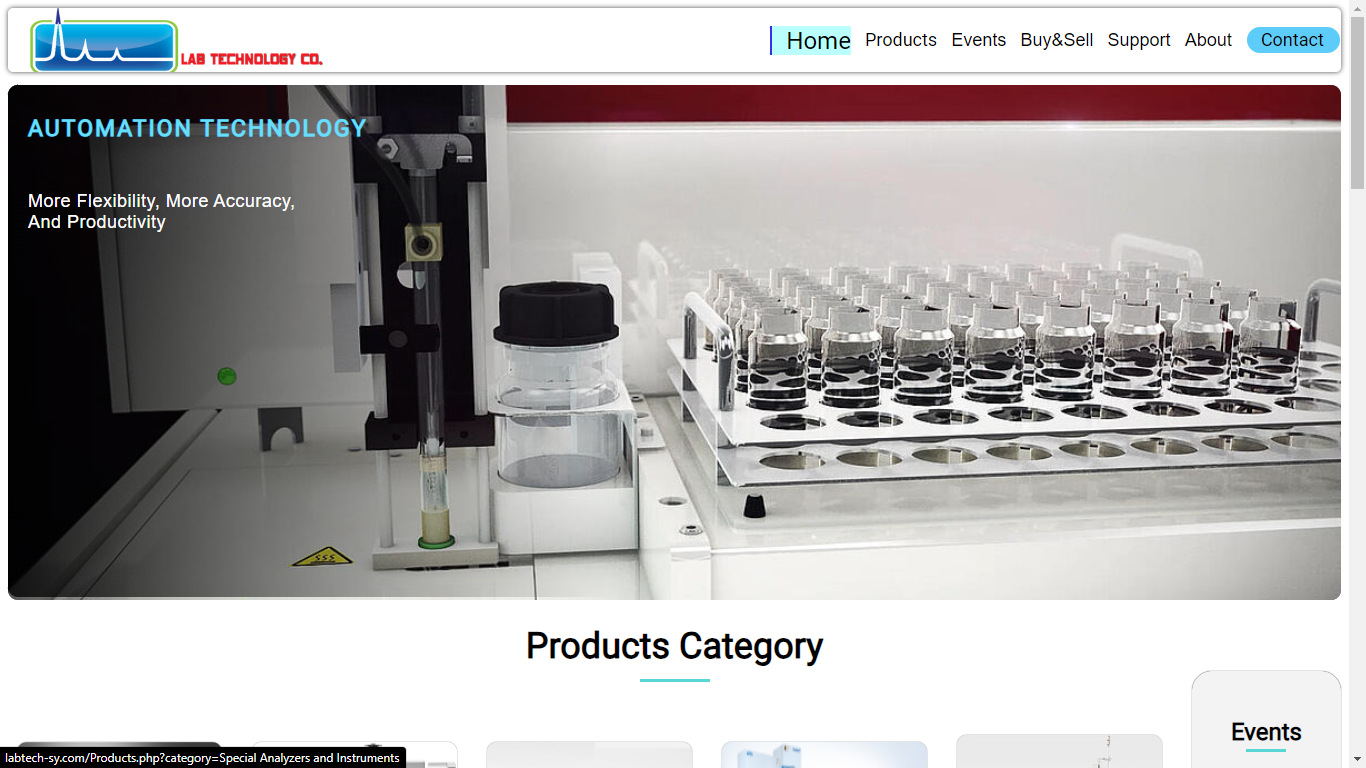 LAB TECHNOLOGY CO.
Home Products Events Buy&Sell Support About Contact
AUTOMATION TECHNOLOGY
More Flexibility, More Accuracy,
And Productivity
Products Category
Events
labtech-sy.com/Products.php?category=Special Analyzers and Instruments